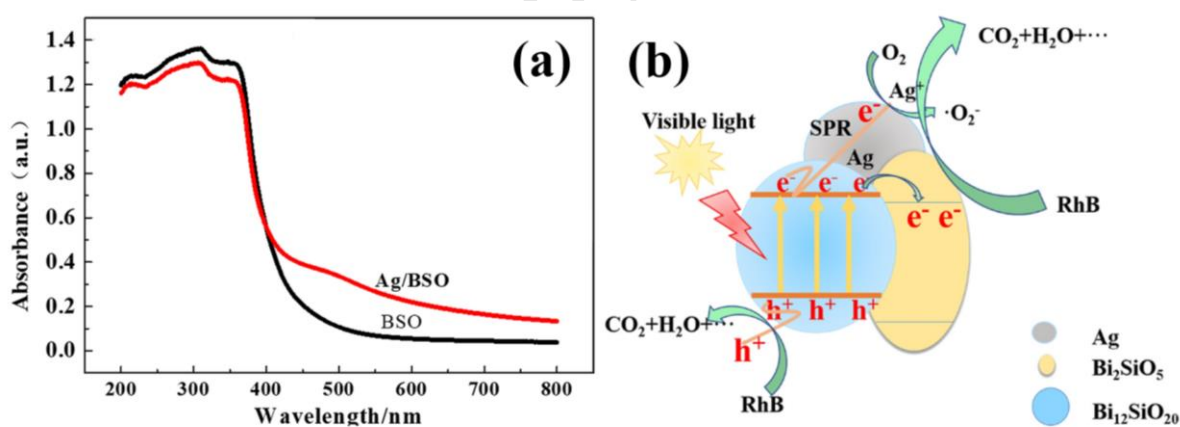 (a)
1.4
1.2
1.0
0.8
0.6
0.4
0.2
0.0
Absorbance (a.u.)
Ag/BSO
BSO
200 300 400 500 600 700 800
Wavelength/nm
(b)
CO₂+H₂O+···
O₂
Ag⁺
e⁻
·O₂⁻
Visible light
SPR
Ag
e⁻ e⁻ e⁻
e⁻ e⁻
RhB
h⁺ h⁺ h⁺
CO₂+H₂O+···
h⁺
RhB
Ag
Bi₂SiO₅
Bi₁₂SiO₂₀